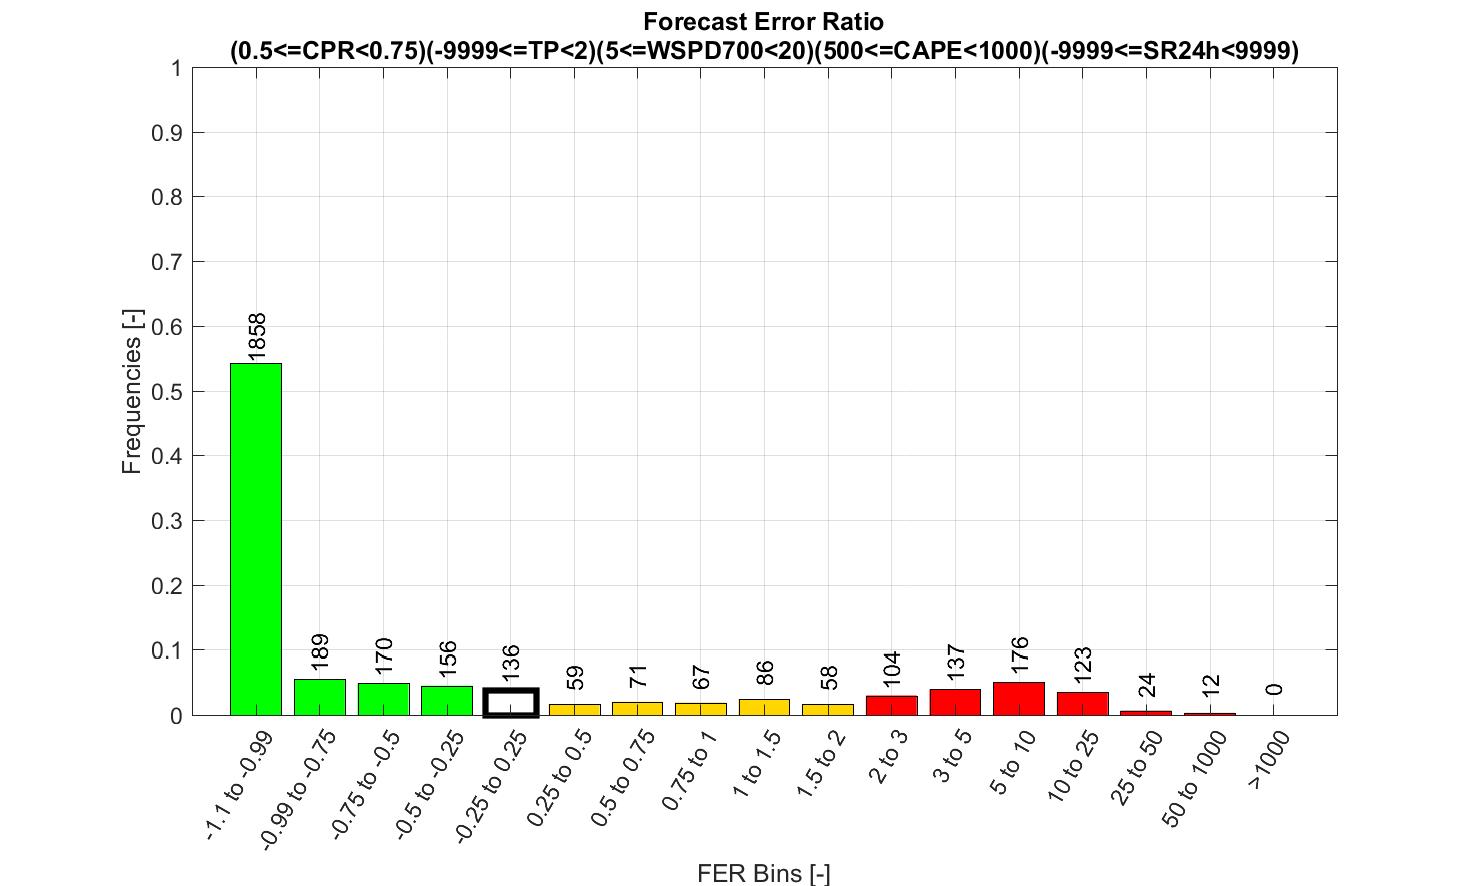 Forecast Error Ratio
(0.5<=CPR<0.75)(-9999<=TP<2)(5<=WSPD700<20)(500<=CAPE<1000)(-9999<=SR24h<9999)
Frequencies [-]
1
0.9
0.8
0.7
0.6
0.5
0.4
0.3
0.2
0.1
0
1858
189
170
156
136
59
71
67
86
58
104
137
176
123
24
12
0
-1.1 to -0.99
-0.99 to -0.75
-0.75 to -0.5
-0.5 to -0.25
-0.25 to 0.25
0.25 to 0.5
0.5 to 0.75
0.75 to 1
1 to 1.5
1.5 to 2
2 to 3
3 to 5
5 to 10
10 to 25
25 to 50
50 to 1000
>1000
FER Bins [-]